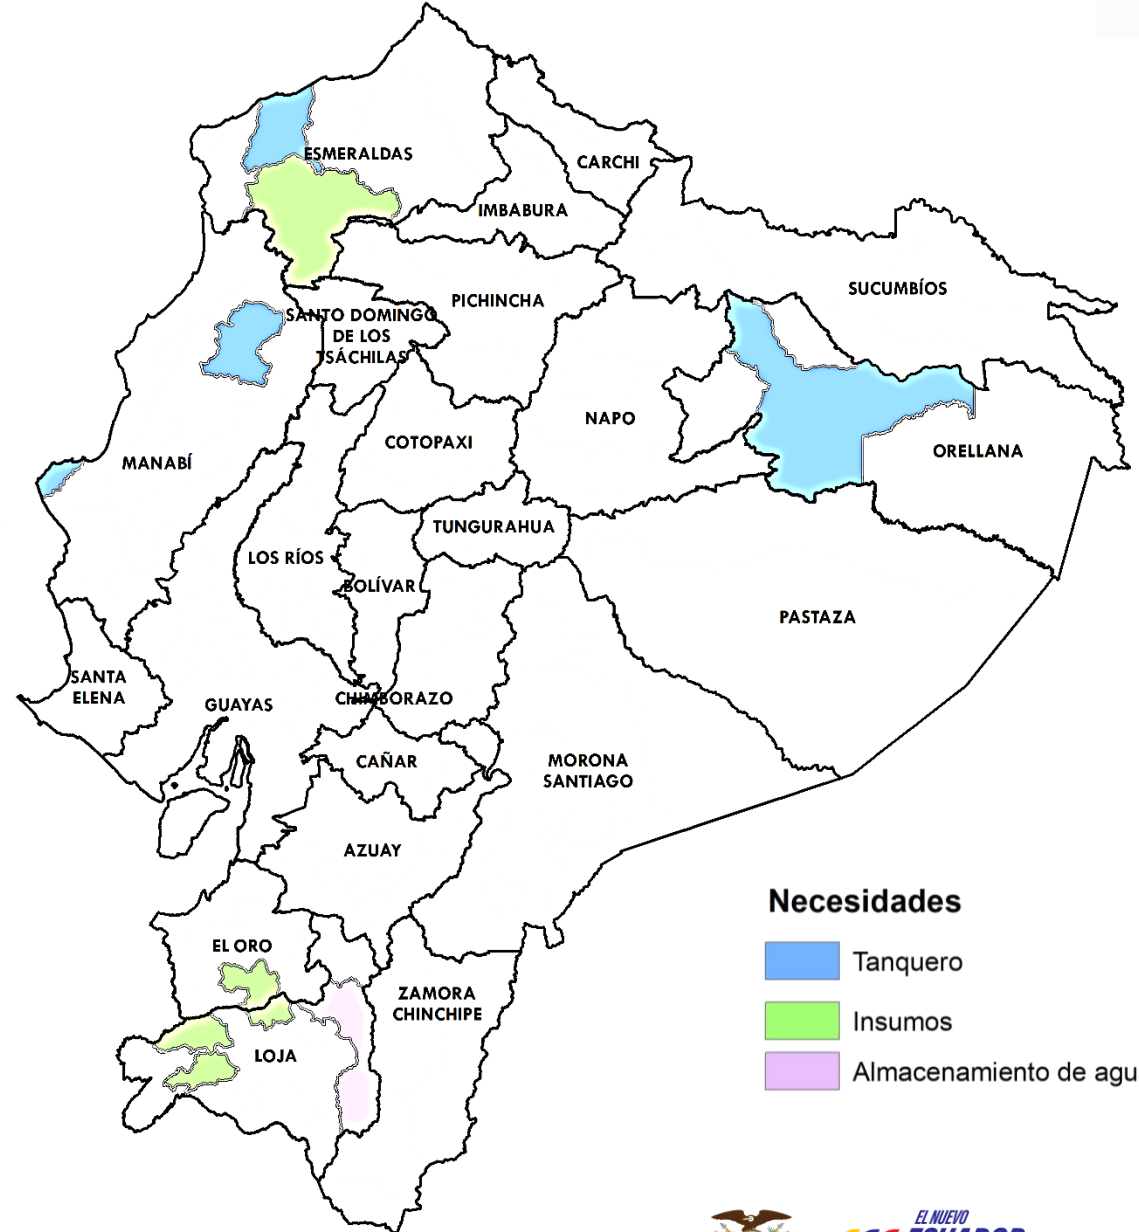 ESMERALDAS
CARCHI
IMBABURA
SUCUMBÍOS
PICHINCHA
SANTO DOMINGO
DE LOS
TSÁCHILAS
NAPO
COTOPAXI
ORELLANA
MANABÍ
TUNGURAHUA
LOS RÍOS
BOLÍVAR
PASTAZA
SANTA
ELENA
GUAYAS
CHIMBORAZO
CAÑAR
MORONA
SANTIAGO
AZUAY
EL ORO
ZAMORA
CHINCHIPE
LOJA
Necesidades
Tanquero
Insumos
Almacenamiento de agu
EL NUEVO
ECUADOR